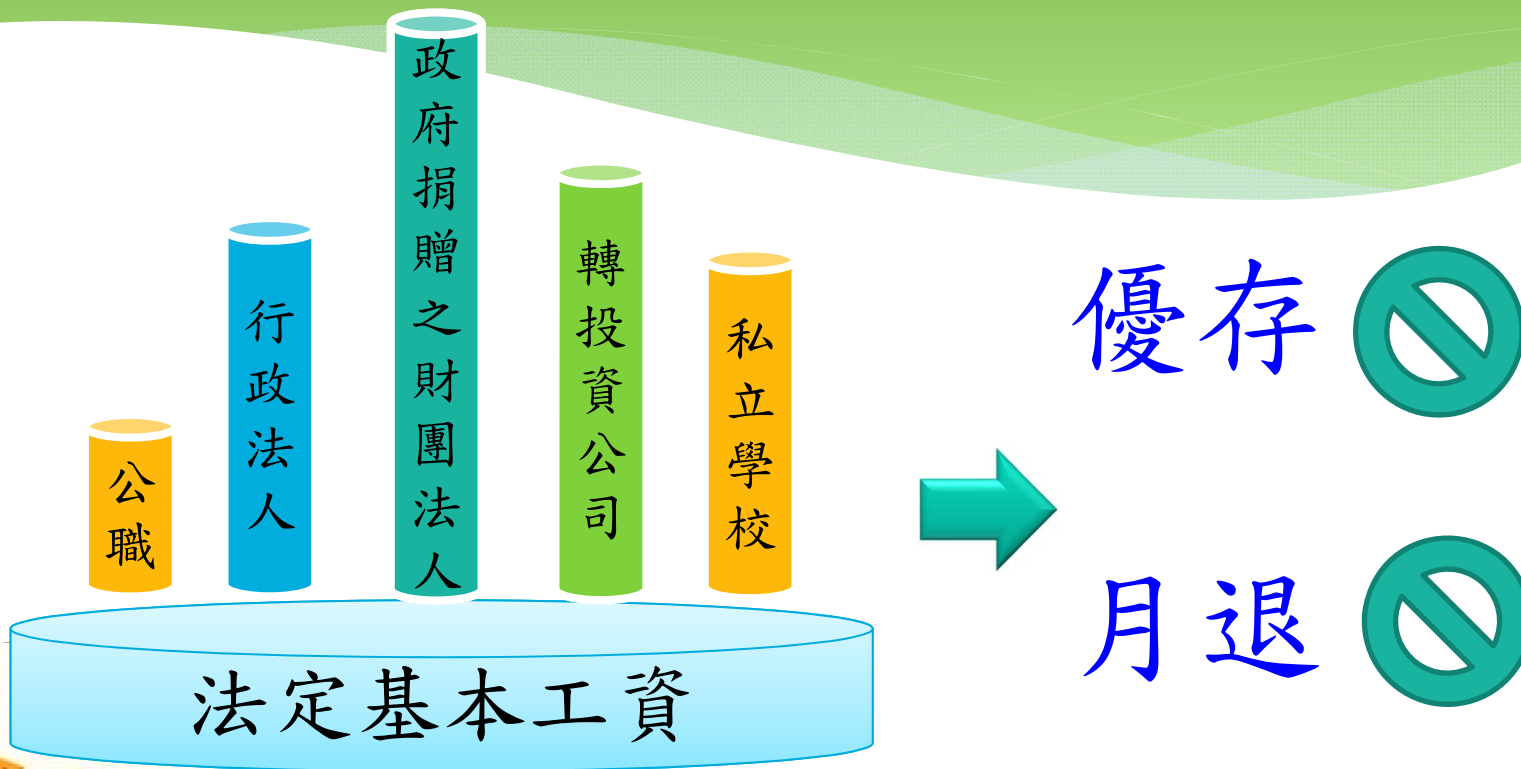 公職
行政法人
政府捐贈之財團法人
轉投資公司
私立學校
法定基本工資
優存
月退